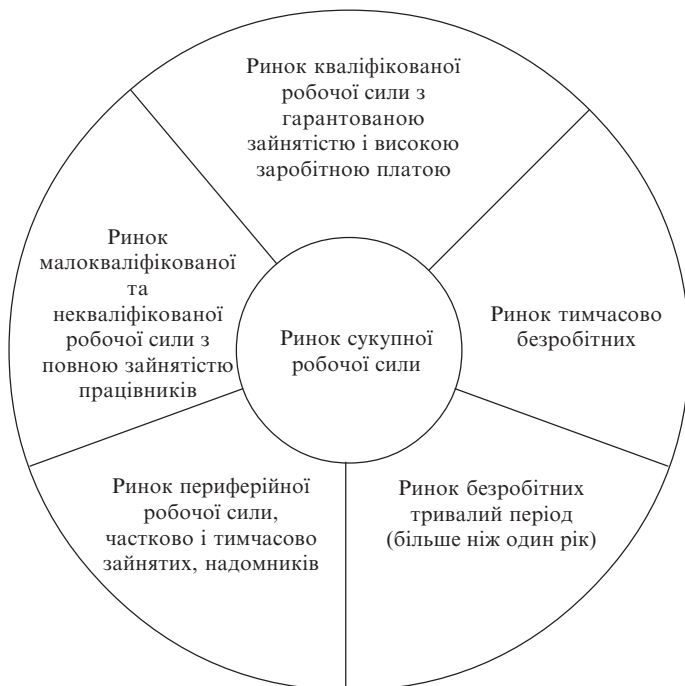 Ринок кваліфікованої
робочої сили з
гарантованою
зайнятістю і високою
заробітною платою
Ринок
малокваліфікованої
та
некваліфікованої
робочої сили з
повною зайнятістю
працівників
Ринок сукупної
робочої сили
Ринок тимчасово
безробітних
Ринок периферійної
робочої сили,
частково і тимчасово
зайнятих, надомників
Ринок безробітних
тривалий період
(більше ніж один рік)